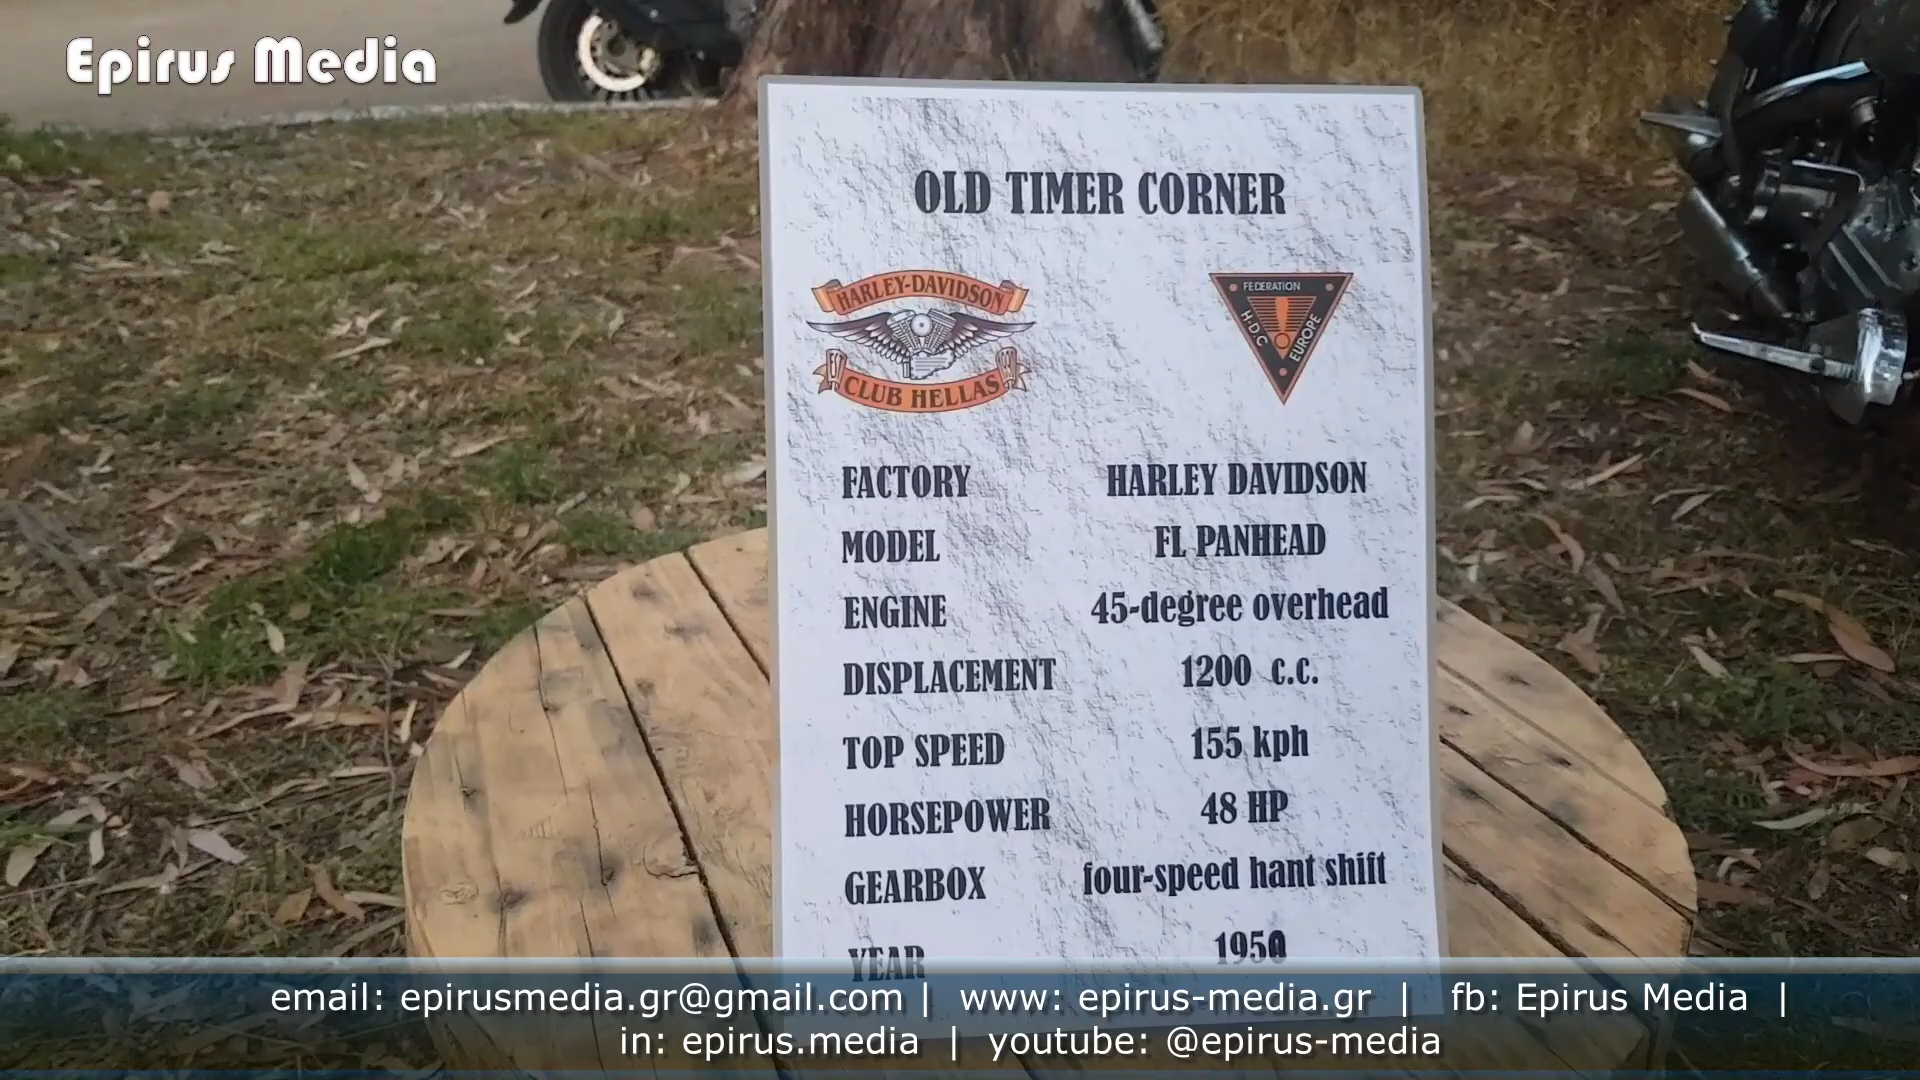 Epirus Media
OLD TIMER CORNER
HARLEY-DAVIDSON
CLUB HELLAS
FEDERATION
H-D-C
EUROPE
FACTORY HARLEY DAVIDSON
MODEL FL PANHEAD
ENGINE 45-degree overhead
DISPLACEMENT 1200 c.c.
TOP SPEED 155 kph
HORSEPOWER 48 HP
GEARBOX four-speed hant shift
YEAR 1950
email: epirusmedia.gr@gmail.com | www: epirus-media.gr | fb: Epirus Media |
in: epirus.media | youtube: @epirus-media